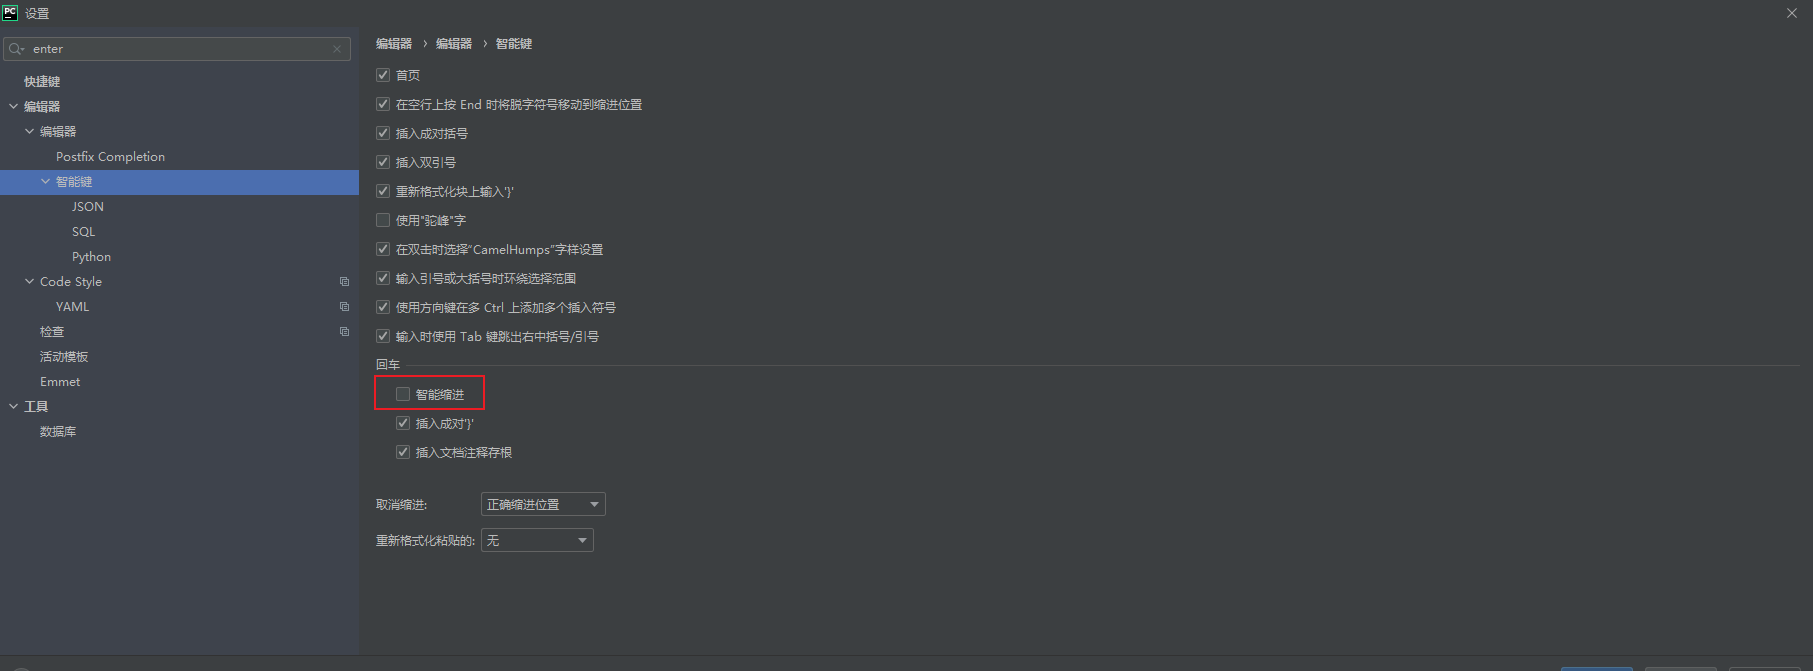 PC 设置
enter
快捷键
编辑器
编辑器
Postfix Completion
智能键
JSON
SQL
Python
Code Style
YAML
检查
活动模板
Emmet
工具
数据库
编辑器 › 编辑器 › 智能键
首页
在空行上按 End 时将脱字符号移动到缩进位置
插入成对括号
插入双引号
重新格式化块上输入'}'
使用"驼峰"字
在双击时选择“CamelHumps”字样设置
输入引号或大括号时环绕选择范围
使用方向键在多 Ctrl 上添加多个插入符号
输入时使用 Tab 键跳出右中括号/引号
回车
智能缩进
插入成对'}'
插入文档注释存根
取消缩进: 正确缩进位置
重新格式化粘贴的: 无